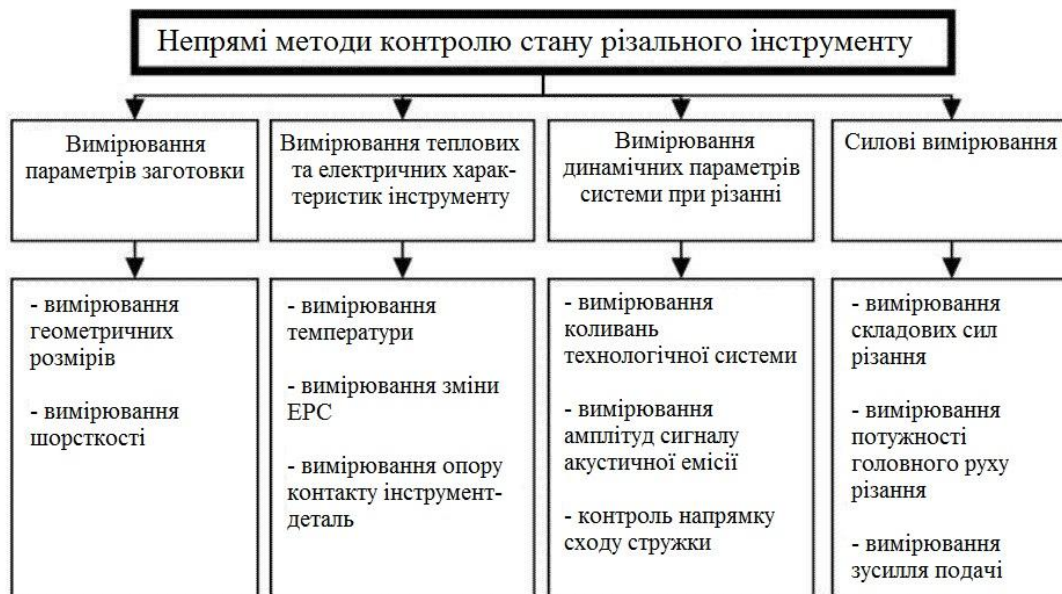 Непрямі методи контролю стану різального інструменту
Вимірювання
параметрів заготовки
Вимірювання теплових
та електричних харак-
теристик інструменту
Вимірювання
динамічних параметрів
системи при різанні
Силові вимірювання
- вимірювання
геометричних
розмірів
- вимірювання
шорсткості
- вимірювання
температури
- вимірювання зміни
ЕРС
- вимірювання опору
контакту інструмент-
деталь
- вимірювання
коливань
технологічної системи
- вимірювання
амплітуд сигналу
акустичної емісії
- контроль напрямку
сходу стружки
- вимірювання
складових сил
різання
- вимірювання
потужності
головного руху
різання
- вимірювання
зусилля подачі